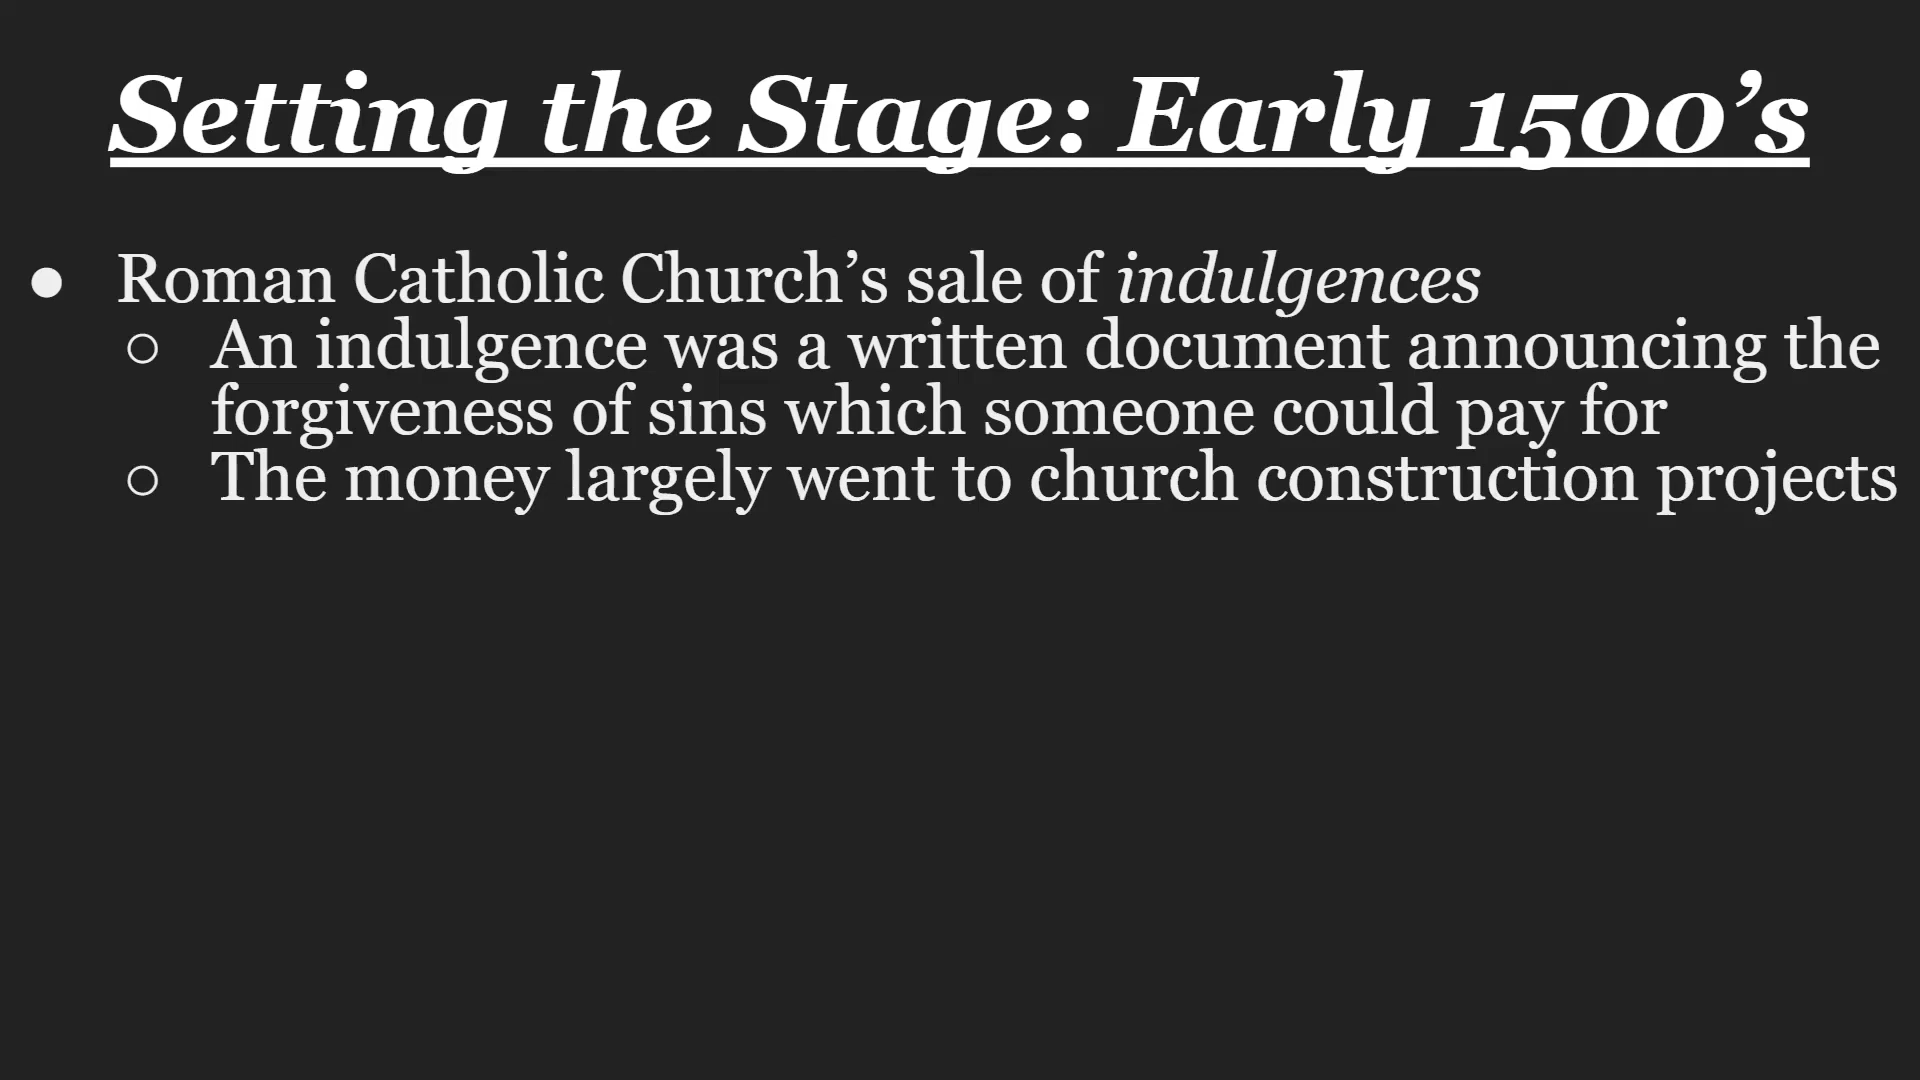 Setting the Stage: Early 1500’s
● Roman Catholic Church’s sale of indulgences
○ An indulgence was a written document announcing the
forgiveness of sins which someone could pay for
○ The money largely went to church construction projects